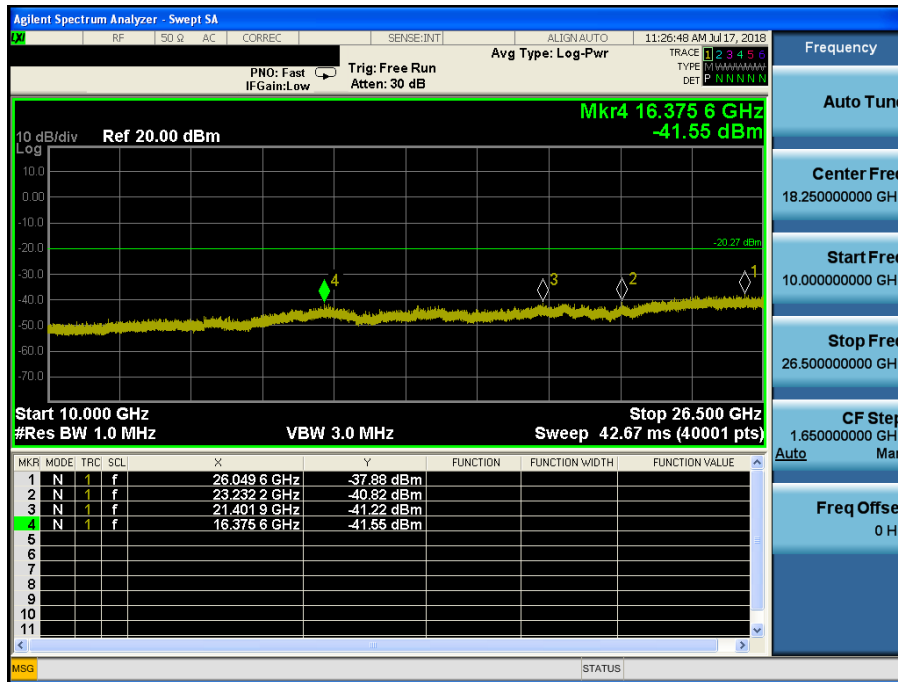 Agilent Spectrum Analyzer - Swept SA
LXI RF 50 Ω AC CORREC SENSE:INT ALIGN AUTO 11:26:48 AM Jul 17, 2018
Frequency
PNO: Fast
IFGain:Low
Trig: Free Run
Atten: 30 dB
Avg Type: Log-Pwr
TRACE 1 2 3 4 5 6
TYPE M WWWWW
DET P N N N N N
Auto Tune
Mkr4 16.375 6 GHz
-41.55 dBm
10 dB/div Ref 20.00 dBm
Log
10.0
0.00
-10.0
-20.0
-30.0
-40.0
-50.0
-60.0
-70.0
-20.27 dBm
4
3
2
1
Start 10.000 GHz Stop 26.500 GHz
#Res BW 1.0 MHz VBW 3.0 MHz Sweep 42.67 ms (40001 pts)
Center Freq
18.250000000 GH
Start Freq
10.000000000 GH
Stop Freq
26.500000000 GH
CF Step
1.650000000 GH
Auto Man
Freq Offse
0 H
MKR MODE TRC SCL X Y FUNCTION FUNCTION WIDTH FUNCTION VALUE
1 N 1 f 26.049 6 GHz -37.88 dBm
2 N 1 f 23.232 2 GHz -40.82 dBm
3 N 1 f 21.401 9 GHz -41.22 dBm
4 N 1 f 16.375 6 GHz -41.55 dBm
5
6
7
8
9
10
11
MSG STATUS